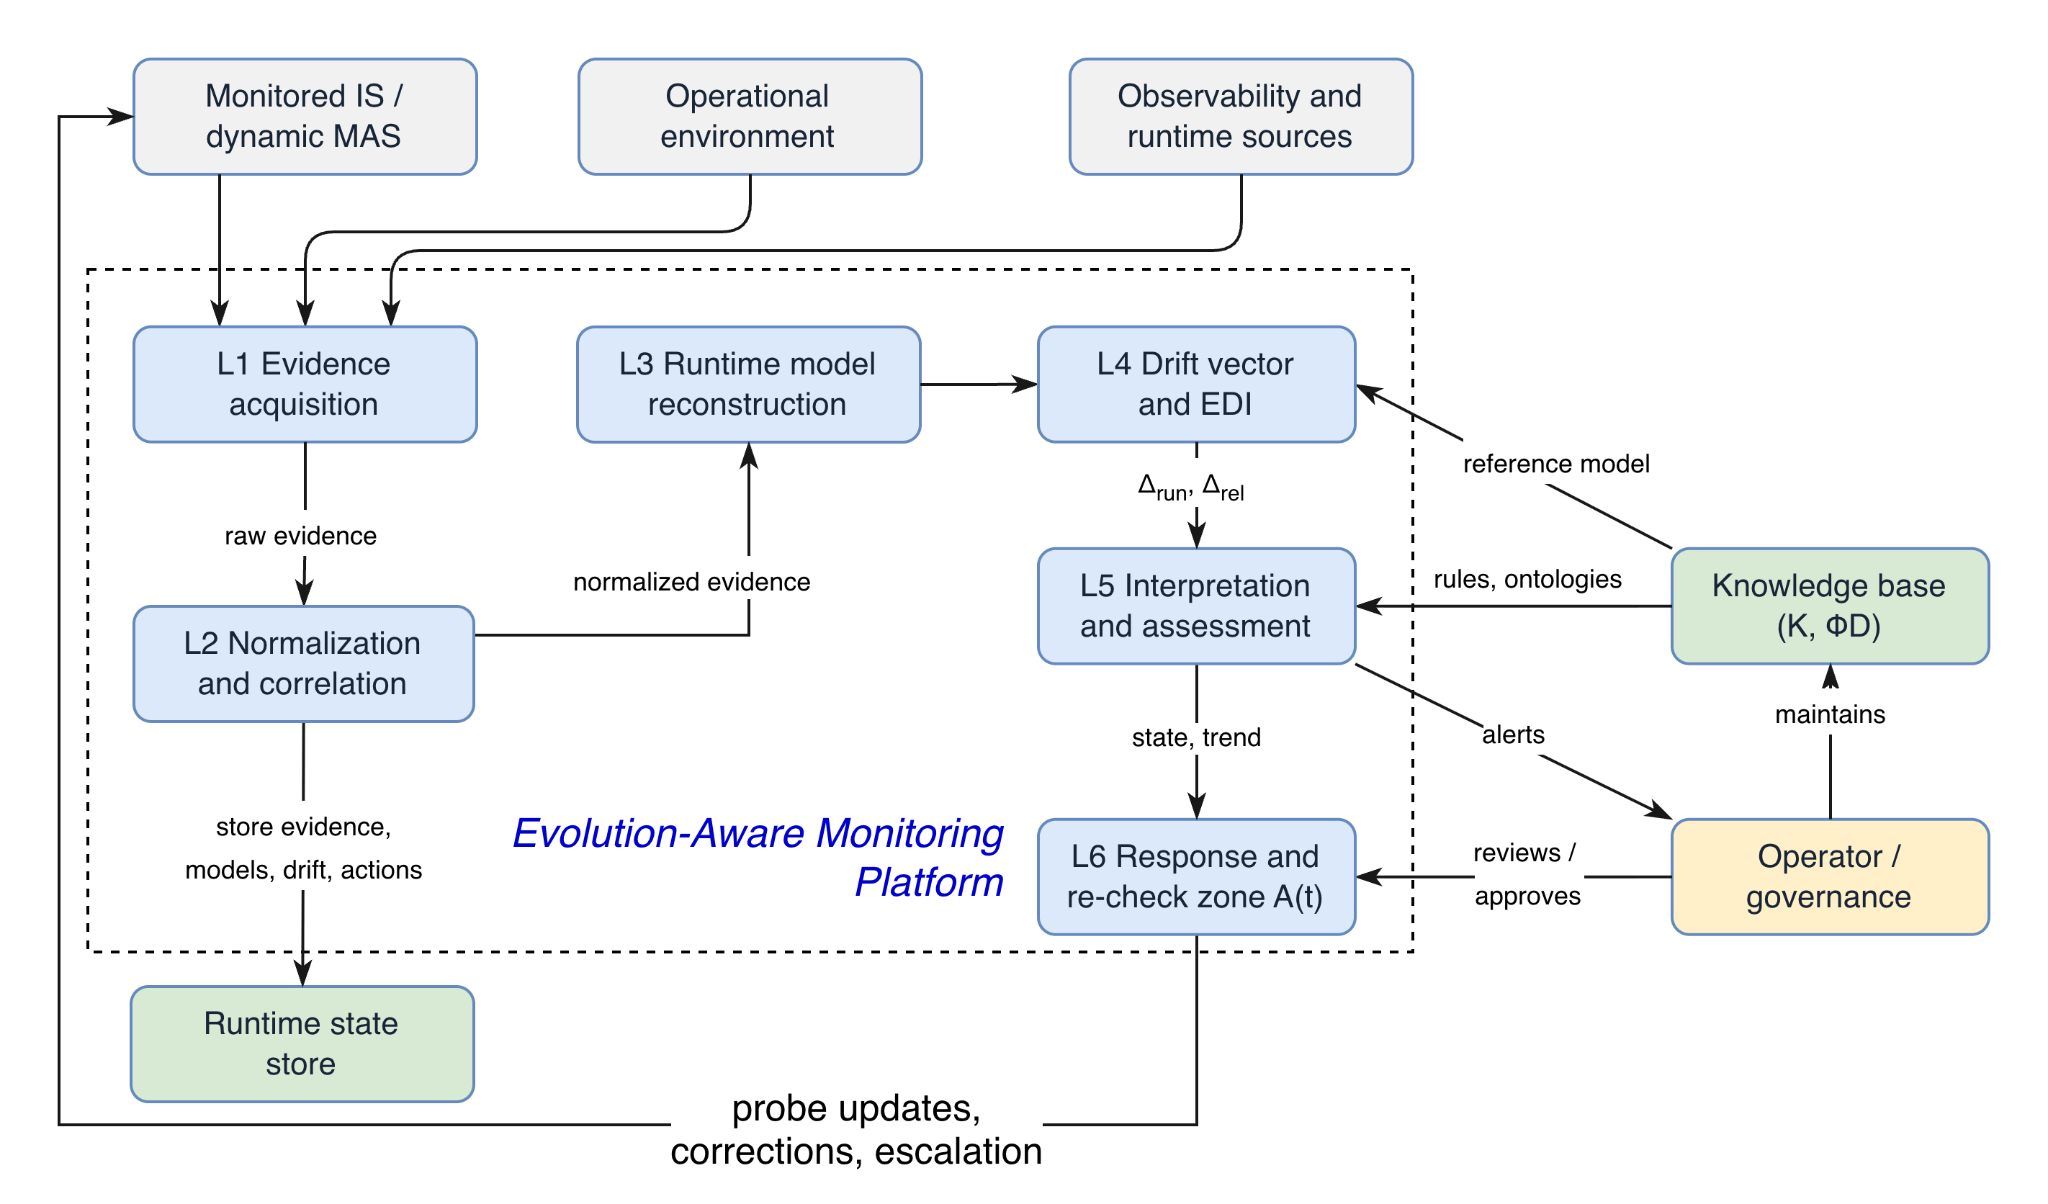 Monitored IS /
dynamic MAS
Operational
environment
Observability and
runtime sources
L1 Evidence
acquisition
L3 Runtime model
reconstruction
L4 Drift vector
and EDI
reference model
Δrun, Δrel
raw evidence
normalized evidence
L2 Normalization
and correlation
L5 Interpretation
and assessment
rules, ontologies
Knowledge base
(K, ΦD)
state, trend
alerts
maintains
store evidence,
models, drift, actions
Evolution-Aware Monitoring
Platform
L6 Response and
re-check zone A(t)
reviews /
approves
Operator /
governance
Runtime state
store
probe updates,
corrections, escalation